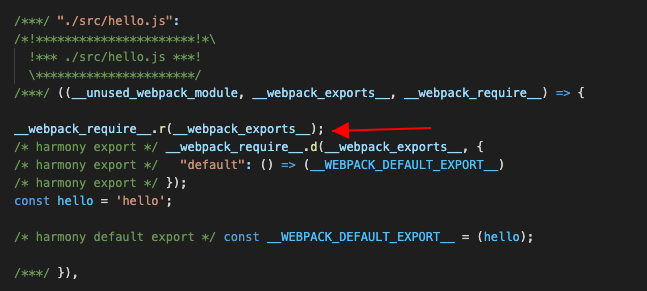 /***/ "./src/hello.js":
/*!**********************!*\
  !*** ./src/hello.js ***!
  \**********************/
/***/ ((__unused_webpack_module, __webpack_exports__, __webpack_require__) => {
__webpack_require__.r(__webpack_exports__);
/* harmony export */ __webpack_require__.d(__webpack_exports__, {
/* harmony export */   "default": () => (__WEBPACK_DEFAULT_EXPORT__)
/* harmony export */ });
const hello = 'hello';
/* harmony default export */ const __WEBPACK_DEFAULT_EXPORT__ = (hello);
/***/ }),